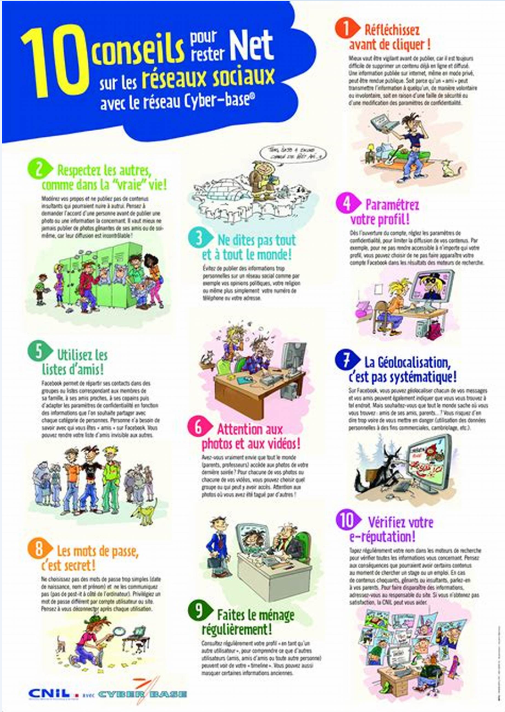 10 conseils pour
rester Net
sur les réseaux sociaux
avec le réseau Cyber-base®
1 Réfléchissez
avant de cliquer !
Mieux vaut être vigilant avant de publier, car il est toujours
difficile de supprimer un contenu déjà en ligne et diffusé.
Une information publiée sur internet, même en mode privé,
peut être rendue publique. Soit parce qu'un « ami » peut
transmettre l'information à quelqu'un, de manière volontaire
ou involontaire, soit en raison d'une faille de sécurité ou
d'une modification des paramètres de confidentialité.
2 Respectez les autres,
comme dans la "vraie" vie!
Modérez vos propos et ne publiez pas de contenus
insultants qui pourraient nuire à autrui. Pensez à
demander l'accord d'une personne avant de publier une
photo ou une information la concernant. Il vaut mieux ne
jamais publier de photos gênantes de ses amis ou de soi-
même, car leur diffusion est incontrôlable !
3 Ne dites pas tout
et à tout le monde!
Évitez de publier des informations trop
personnelles sur un réseau social comme par
exemple vos opinions politiques, votre religion
ou même plus simplement votre numéro de
téléphone ou votre adresse.
4 Paramétrez
votre profil !
Dès l'ouverture du compte, réglez les paramètres de
confidentialité, pour limiter la diffusion de vos contenus. Par
exemple, pour ne pas rendre accessible à n'importe qui votre
profil, vous pouvez choisir de ne pas faire apparaître votre
compte Facebook dans les résultats des moteurs de recherche.
5 Utilisez les
listes d'amis!
Facebook permet de répartir ses contacts dans des
groupes ou listes correspondant aux membres de
sa famille, à ses amis proches, à ses copains puis
d'adapter les paramètres de confidentialité en
fonction des informations que l'on souhaite partager avec
chaque catégorie de personnes. Personne n'a besoin de
savoir avec qui vous êtes « amis » sur Facebook. Vous
pouvez rendre votre liste d'amis invisible aux autres.
6 Attention aux
photos et aux vidéos!
Avez-vous vraiment envie que tout le monde
(parents, professeurs) accède aux photos de votre
dernière soirée ? Pour chacune de vos photos ou
chacune de vos vidéos, vous pouvez choisir quel
groupe ou qui peut y avoir accès. Attention aux
photos où vous avez été tagué par d'autres !
7 La Géolocalisation,
c'est pas systématique!
Sur Facebook, vous pouvez géolocaliser chacun de vos messages
et vos amis peuvent également indiquer que vous vous trouvez à
tel endroit. Mais souhaitez-vous que tout le monde sache où vous
vous trouvez - amis de ses amis, parents... ? Vous risquez d'en
dire trop voire de vous mettre en danger (utilisation des données
personnelles à des fins commerciales, cambriolage, etc.).
8 Les mots de passe,
c'est secret!
Ne choisissez pas des mots de passe trop simples (date
de naissance, nom et prénom) et ne les communiquez
pas (pas de post-it à côté de l'ordinateur). Privilégiez un
mot de passe différent par compte utilisateur ou site.
Pensez à vous déconnecter après chaque utilisation.
9 Faites le ménage
régulièrement!
Consultez régulièrement votre profil « en tant qu'un
autre utilisateur », pour comprendre ce que d'autres
utilisateurs (amis, amis d'amis ou toute autre personne)
peuvent voir de votre « timeline ». Vous pouvez aussi
masquer certaines informations anciennes.
10 Vérifiez votre
e-réputation!
Tapez régulièrement votre nom dans les moteurs de recherche
pour vérifier toutes les informations vous concernant. Pensez
aux conséquences que pourraient avoir certains contenus
au moment de chercher un stage ou un emploi. En cas
de contenus choquants, gênants ou insultants, parlez-en
à vos parents. Pour faire disparaître des informations,
adressez-vous au responsable du site. Si vous n'obtenez pas
satisfaction, la CNIL peut vous aider.
CNIL. AVEC CYBER BASE